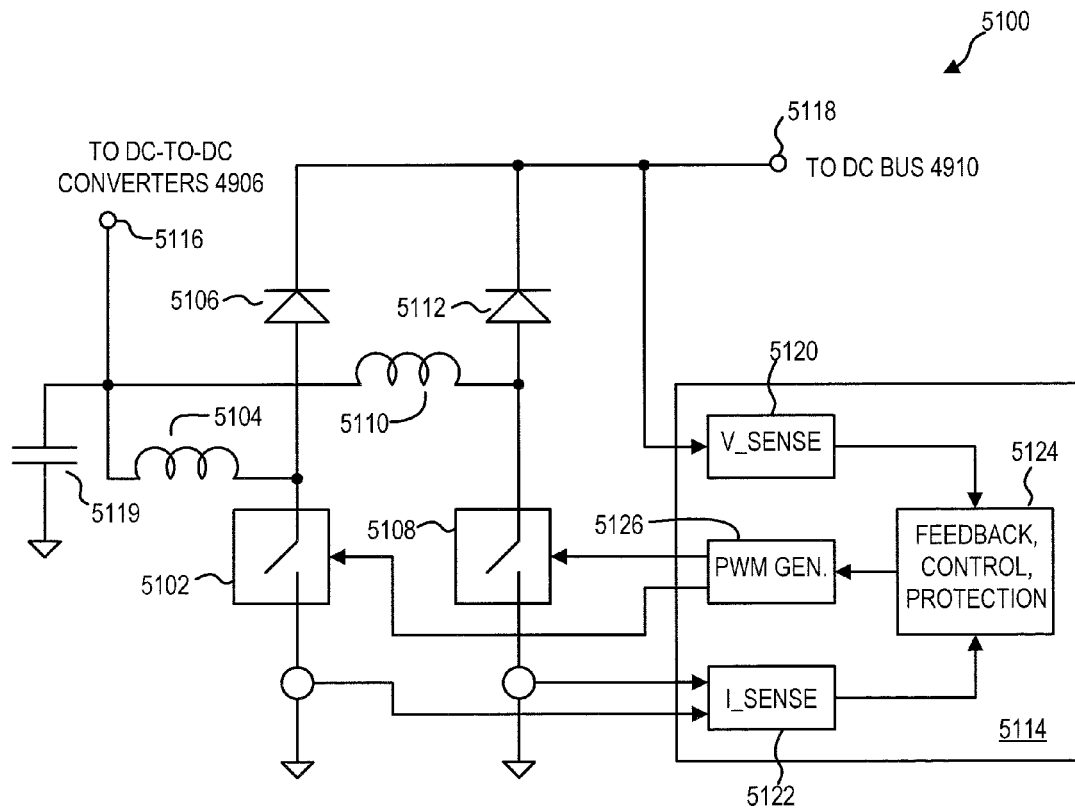 5100
5118
TO DC-TO-DC
CONVERTERS 4906
TO DC BUS 4910
5116
5106
5112
5120
5104
5110
V_SENSE
5124
5119
5108
5126
FEEDBACK,
CONTROL,
PROTECTION
PWM GEN.
5102
I_SENSE
5114
5122